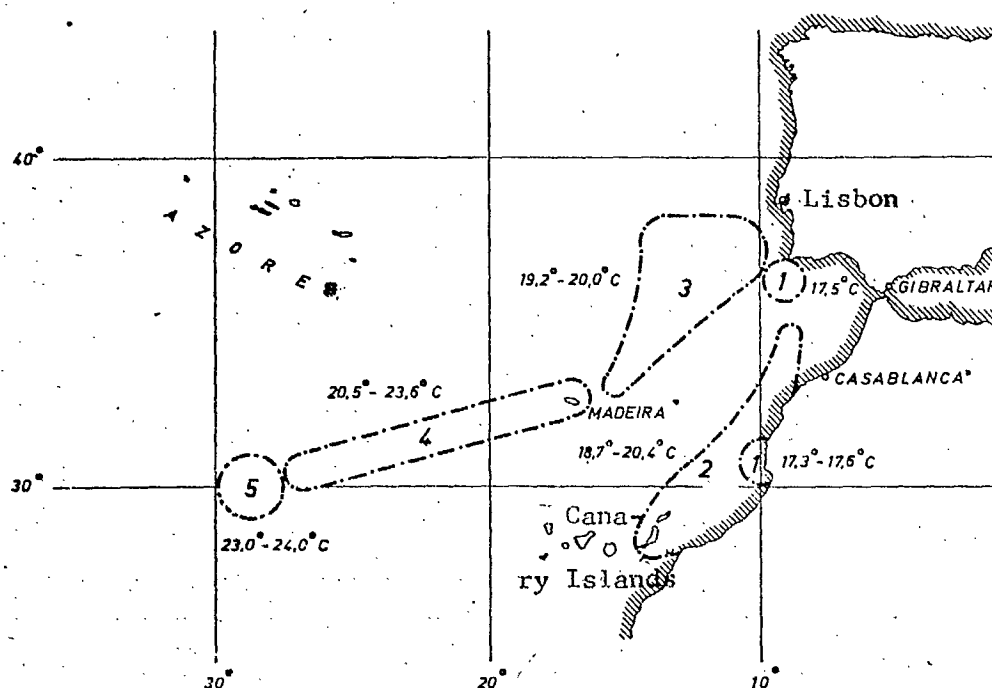 40°
Lisbon
AZORES
19,2°-20,0°C
3
1
17,5°C
GIBRALTAR
CASABLANCA
20,5°-23,6°C
MADEIRA
4
18,7°-20,4°C
2
1
17,3°-17,6°C
30°
5
23,0°-24,0°C
Cana-
ry Islands
30°
20°
10°